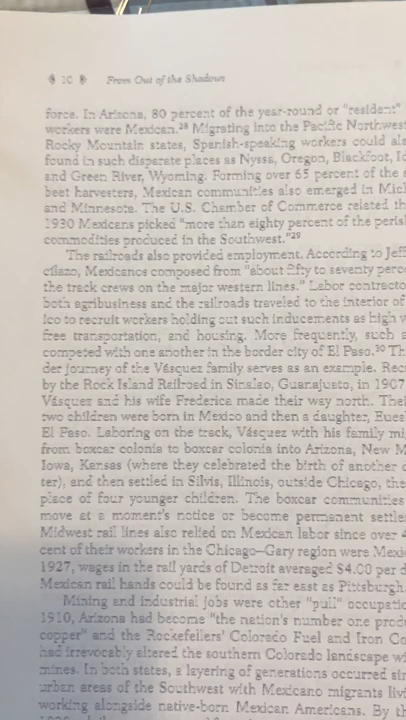 10 From Out of the Shadows
force. In Arizona, 80 percent of the year-round or "resident"
workers were Mexican.28 Migrating into the Pacific Northwest
Rocky Mountain states, Spanish-speaking workers could als
found in such disparate places as Nyssa, Oregon, Blackfoot, Id
and Green River, Wyoming. Forming over 65 percent of the s
beet harvesters, Mexican communities also emerged in Mich
and Minnesota. The U.S. Chamber of Commerce related th
1930 Mexicans picked "more than eighty percent of the perish
commodities produced in the Southwest."29
The railroads also provided employment. According to Jeff
cilazo, Mexicanos composed from "about fifty to seventy perce
the track crews on the major western lines." Labor contracto
both agribusiness and the railroads traveled to the interior of
ico to recruit workers holding out such inducements as high w
free transportation, and housing. More frequently, such a
competed with one another in the border city of El Paso.30 Th
der journey of the Vásquez family serves as an example. Rec
by the Rock Island Railroad in Sinaloa, Guanajuato, in 1907
Vásquez and his wife Frederica made their way north. Thei
two children were born in Mexico and then a daughter, Eues
El Paso. Laboring on the track, Vásquez with his family mi
from boxcar colonia to boxcar colonia into Arizona, New M
Iowa, Kansas (where they celebrated the birth of another d
ter), and then settled in Silvis, Illinois, outside Chicago, the
place of four younger children. The boxcar communities
move at a moment's notice or become permanent settle
Midwest rail lines also relied on Mexican labor since over 4
cent of their workers in the Chicago–Gary region were Mexic
1927, wages in the rail yards of Detroit averaged $4.00 per d
Mexican rail hands could be found as far east as Pittsburgh.
Mining and industrial jobs were other "pull" occupatio
1910, Arizona had become "the nation's number one produ
copper" and the Rockefellers' Colorado Fuel and Iron Co
had irrevocably altered the southern Colorado landscape wi
mines. In both states, a layering of generations occurred sim
urban areas of the Southwest with Mexicano migrants livi
working alongside native-born Mexican Americans. By th